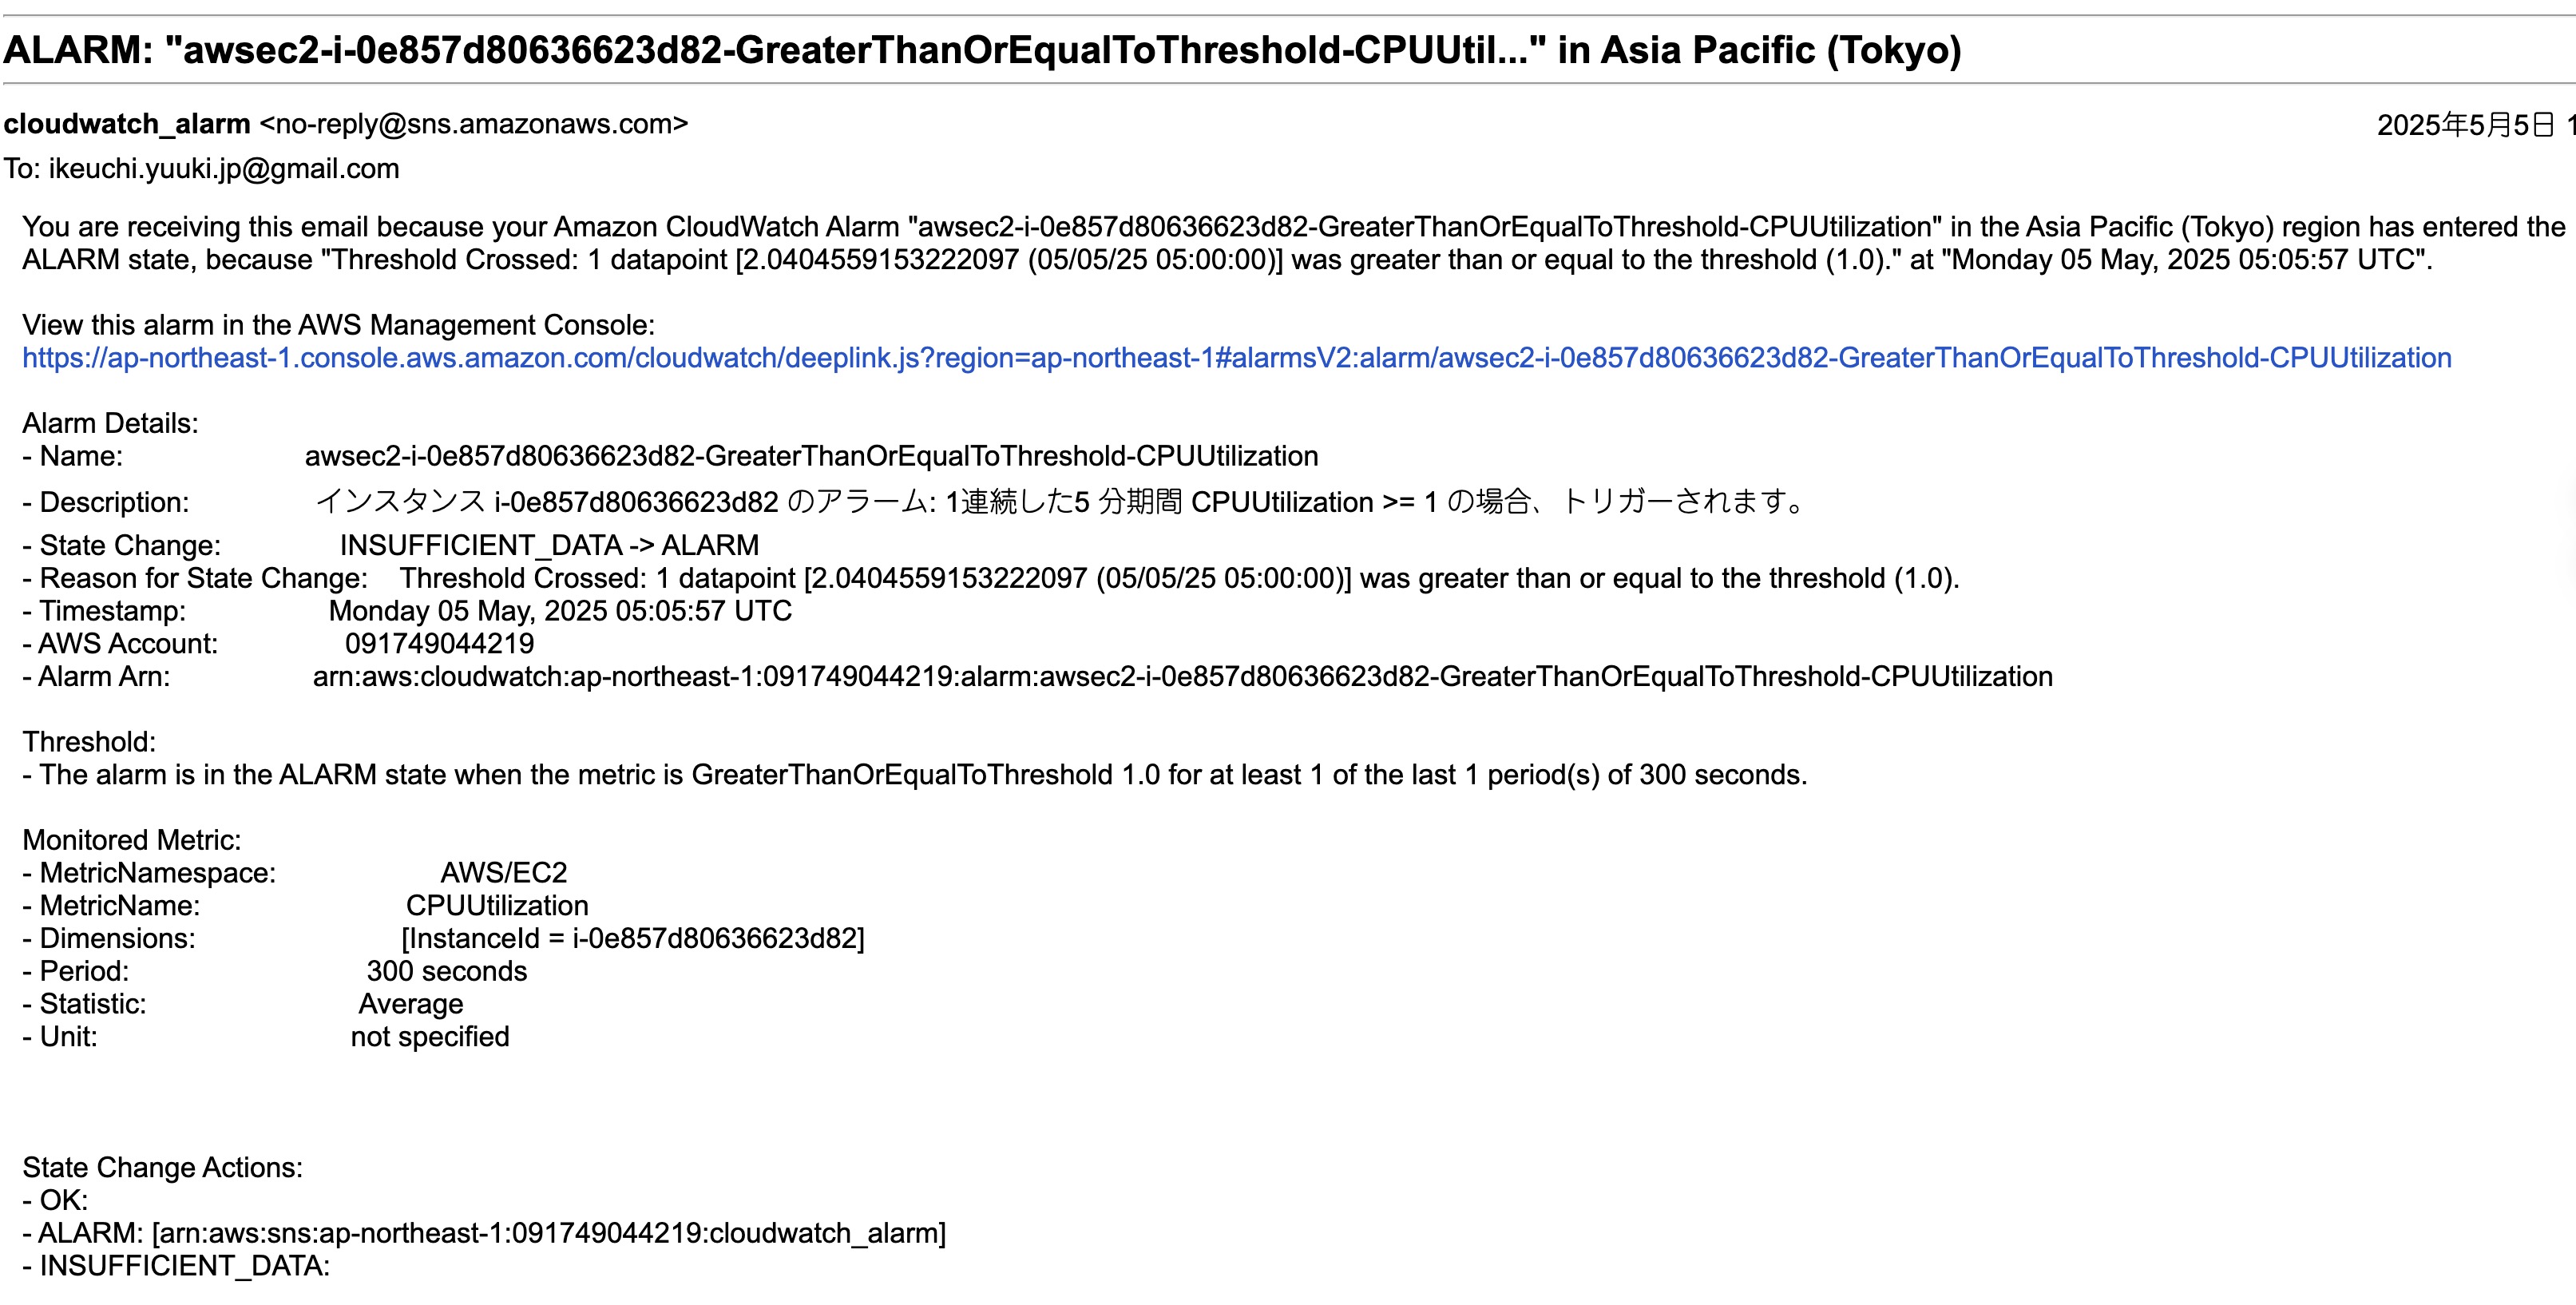 ALARM: "awsec2-i-0e857d80636623d82-GreaterThanOrEqualToThreshold-CPUUtil..." in Asia Pacific (Tokyo)
cloudwatch_alarm <no-reply@sns.amazonaws.com> 2025年5月5日 1
To: ikeuchi.yuuki.jp@gmail.com
You are receiving this email because your Amazon CloudWatch Alarm "awsec2-i-0e857d80636623d82-GreaterThanOrEqualToThreshold-CPUUtilization" in the Asia Pacific (Tokyo) region has entered the
ALARM state, because "Threshold Crossed: 1 datapoint [2.0404559153222097 (05/05/25 05:00:00)] was greater than or equal to the threshold (1.0)." at "Monday 05 May, 2025 05:05:57 UTC".
View this alarm in the AWS Management Console:
https://ap-northeast-1.console.aws.amazon.com/cloudwatch/deeplink.js?region=ap-northeast-1#alarmsV2:alarm/awsec2-i-0e857d80636623d82-GreaterThanOrEqualToThreshold-CPUUtilization
Alarm Details:
- Name: awsec2-i-0e857d80636623d82-GreaterThanOrEqualToThreshold-CPUUtilization
- Description: インスタンス i-0e857d80636623d82 のアラーム: 1連続した5 分期間 CPUUtilization >= 1 の場合、トリガーされます。
- State Change: INSUFFICIENT_DATA -> ALARM
- Reason for State Change: Threshold Crossed: 1 datapoint [2.0404559153222097 (05/05/25 05:00:00)] was greater than or equal to the threshold (1.0).
- Timestamp: Monday 05 May, 2025 05:05:57 UTC
- AWS Account: 091749044219
- Alarm Arn: arn:aws:cloudwatch:ap-northeast-1:091749044219:alarm:awsec2-i-0e857d80636623d82-GreaterThanOrEqualToThreshold-CPUUtilization
Threshold:
- The alarm is in the ALARM state when the metric is GreaterThanOrEqualToThreshold 1.0 for at least 1 of the last 1 period(s) of 300 seconds.
Monitored Metric:
- MetricNamespace: AWS/EC2
- MetricName: CPUUtilization
- Dimensions: [InstanceId = i-0e857d80636623d82]
- Period: 300 seconds
- Statistic: Average
- Unit: not specified
State Change Actions:
- OK:
- ALARM: [arn:aws:sns:ap-northeast-1:091749044219:cloudwatch_alarm]
- INSUFFICIENT_DATA: